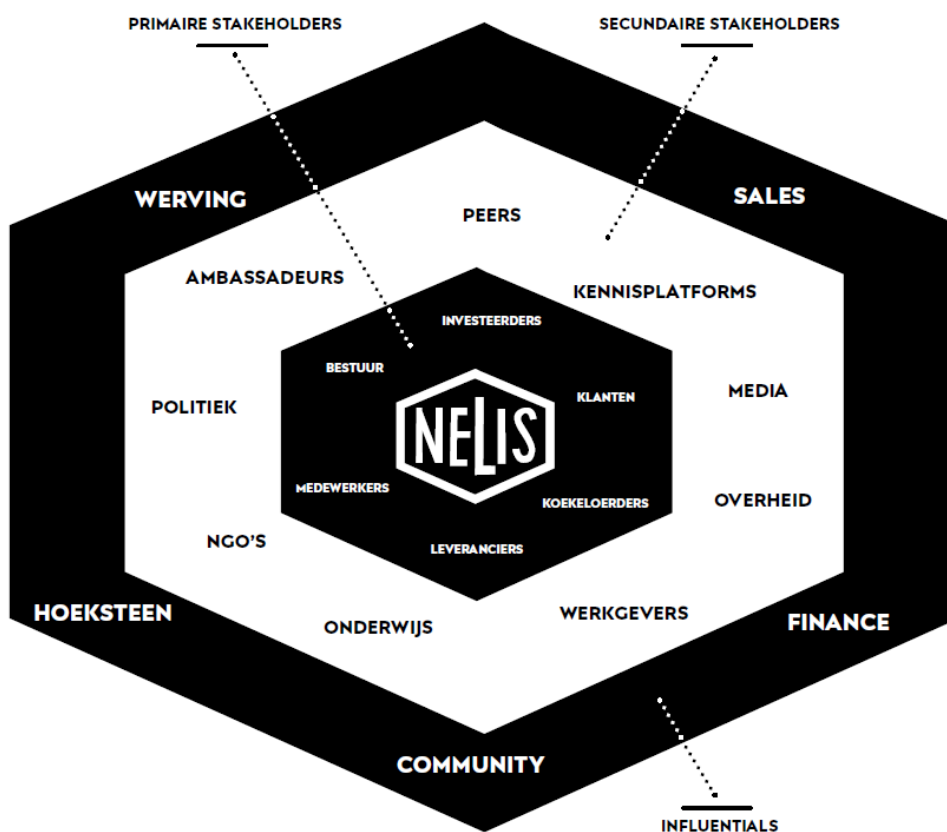 PRIMAIRE STAKEHOLDERS
SECUNDAIRE STAKEHOLDERS
WERVING
SALES
PEERS
AMBASSADEURS
KENNISPLATFORMS
INVESTEERDERS
BESTUUR
KLANTEN
MEDIA
POLITIEK
NELIS
MEDEWERKERS
KOEKELOERDERS
OVERHEID
NGO'S
LEVERANCIERS
HOEKSTEEN
ONDERWIJS
WERKGEVERS
FINANCE
COMMUNITY
INFLUENTIALS